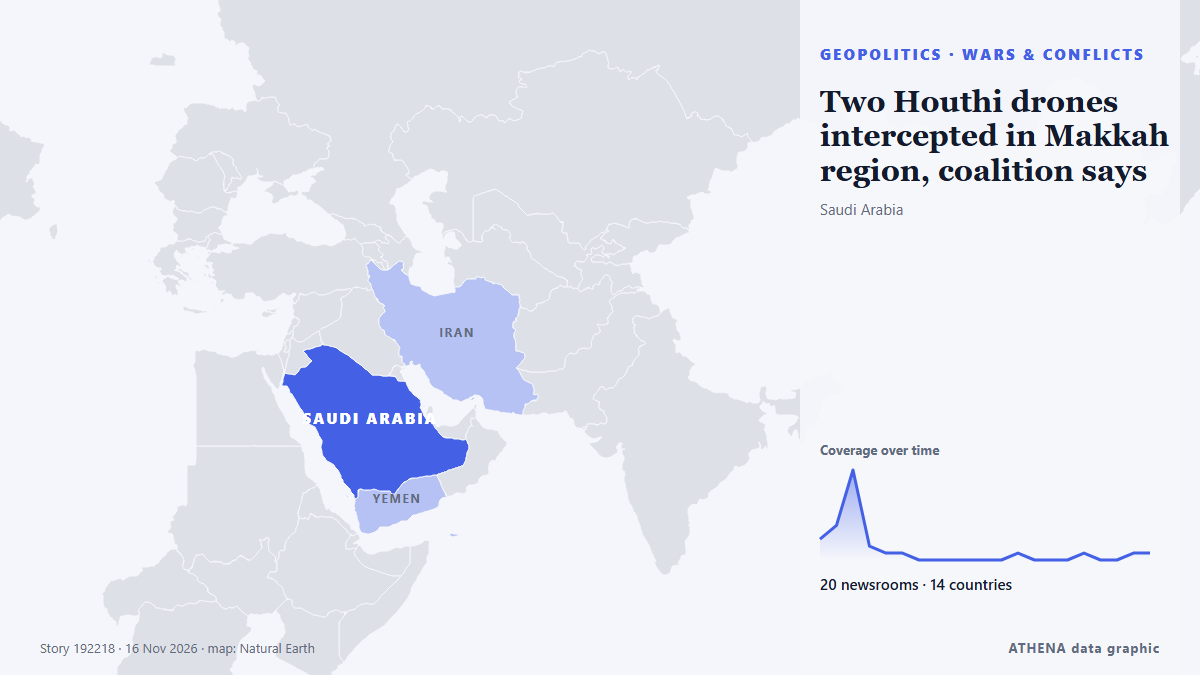 GEOPOLITICS · WARS & CONFLICTS
Two Houthi drones
intercepted in Makkah
region, coalition says
Saudi Arabia
IRAN
SAUDI ARABIA
YEMEN
Coverage over time
20 newsrooms · 14 countries
Story 192218 · 16 Nov 2026 · map: Natural Earth
ATHENA data graphic